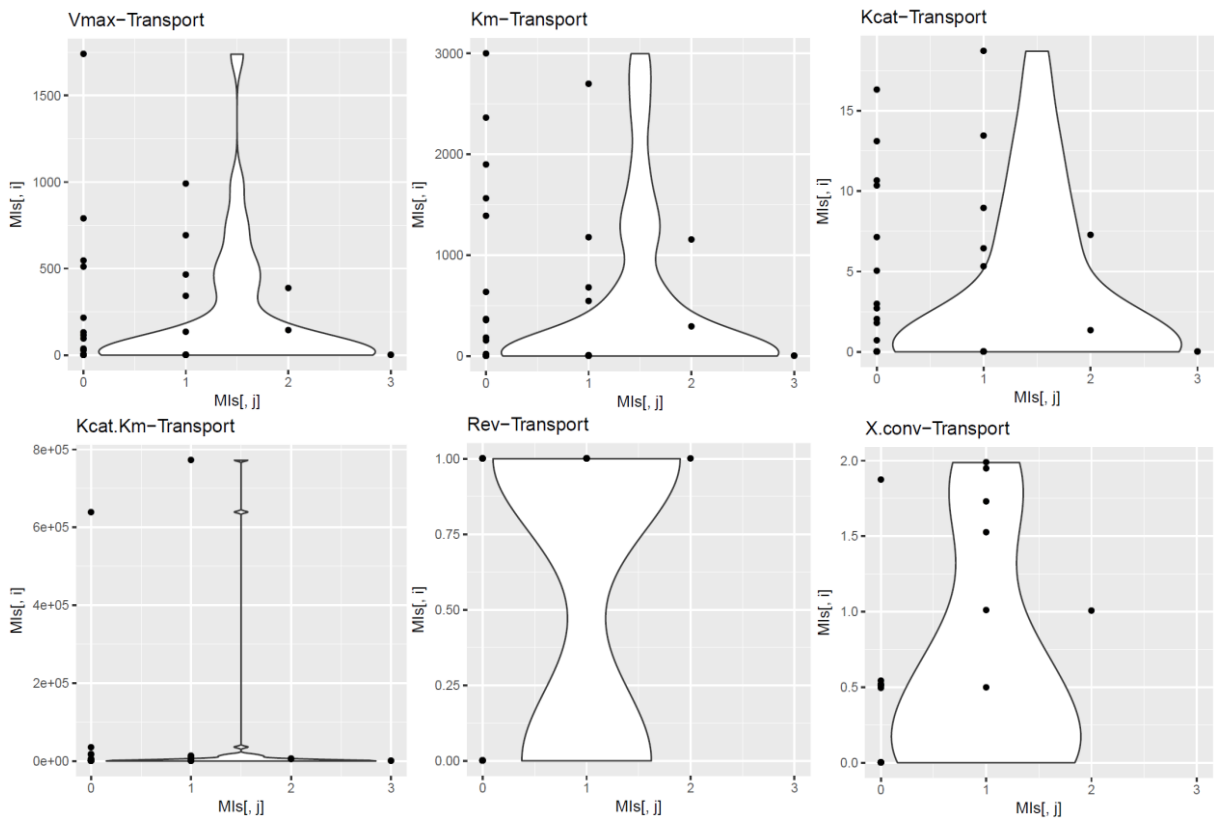 Vmax-Transport
MIs[, i]
1500
1000
500
0
0 1 2 3
MIs[, j]
Km-Transport
MIs[, i]
3000
2000
1000
0
0 1 2 3
MIs[, j]
Kcat-Transport
MIs[, i]
15
10
5
0
0 1 2 3
MIs[, j]
Kcat.Km-Transport
MIs[, i]
8e+05
6e+05
4e+05
2e+05
0e+00
0 1 2 3
MIs[, j]
Rev-Transport
MIs[, i]
1.00
0.75
0.50
0.25
0.00
0 1 2 3
MIs[, j]
X.conv-Transport
MIs[, i]
2.0
1.5
1.0
0.5
0.0
0 1 2 3
MIs[, j]